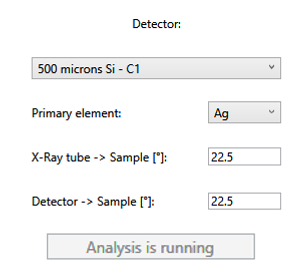 Detector:
500 microns Si - C1
Primary element: Ag
X-Ray tube -> Sample [°]: 22.5
Detector -> Sample [°]: 22.5
Analysis is running